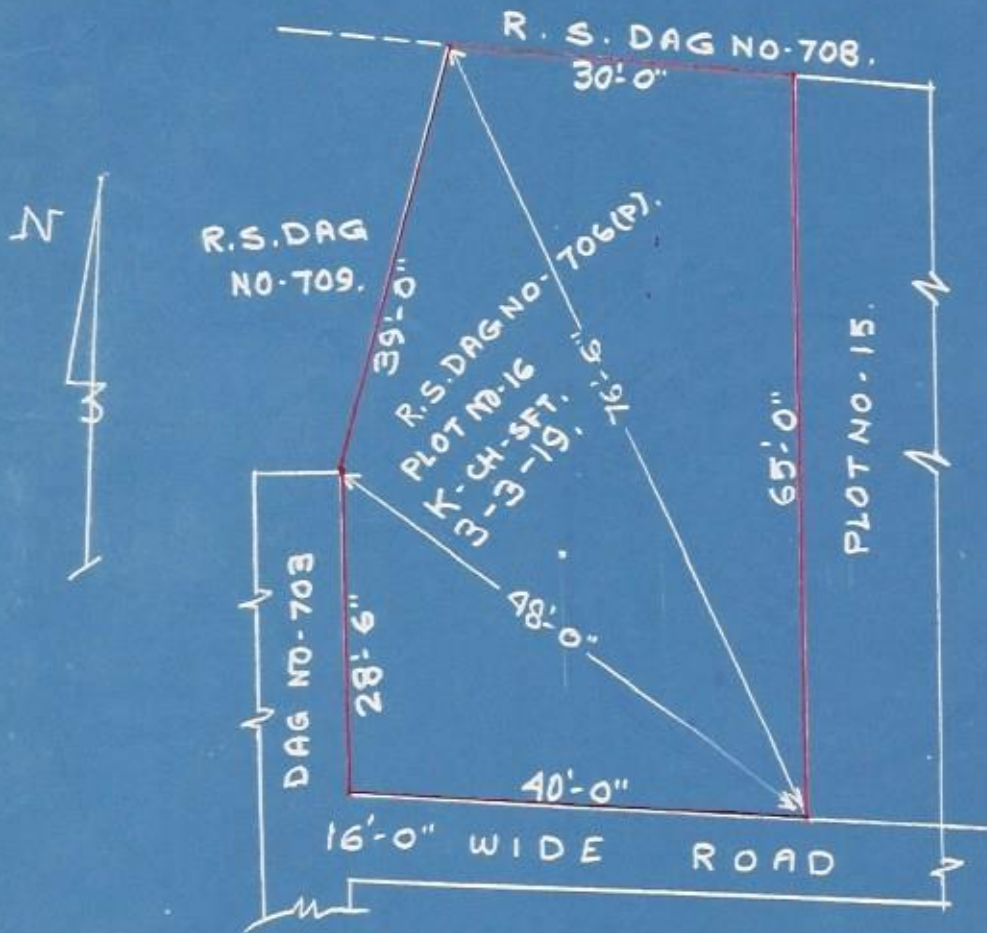 R. S. DAG NO-708.
30'-0"
N
R.S.DAG
NO-709.
39'-0"
R.S.DAG NO- 706(P).
PLOT NO-16
K - CH-SFT.
3-3-19.
76'-6"
65'-0"
PLOT NO-15.
48'-0"
DAG NO-703
28'-6"
40'-0"
16'-0" WIDE ROAD